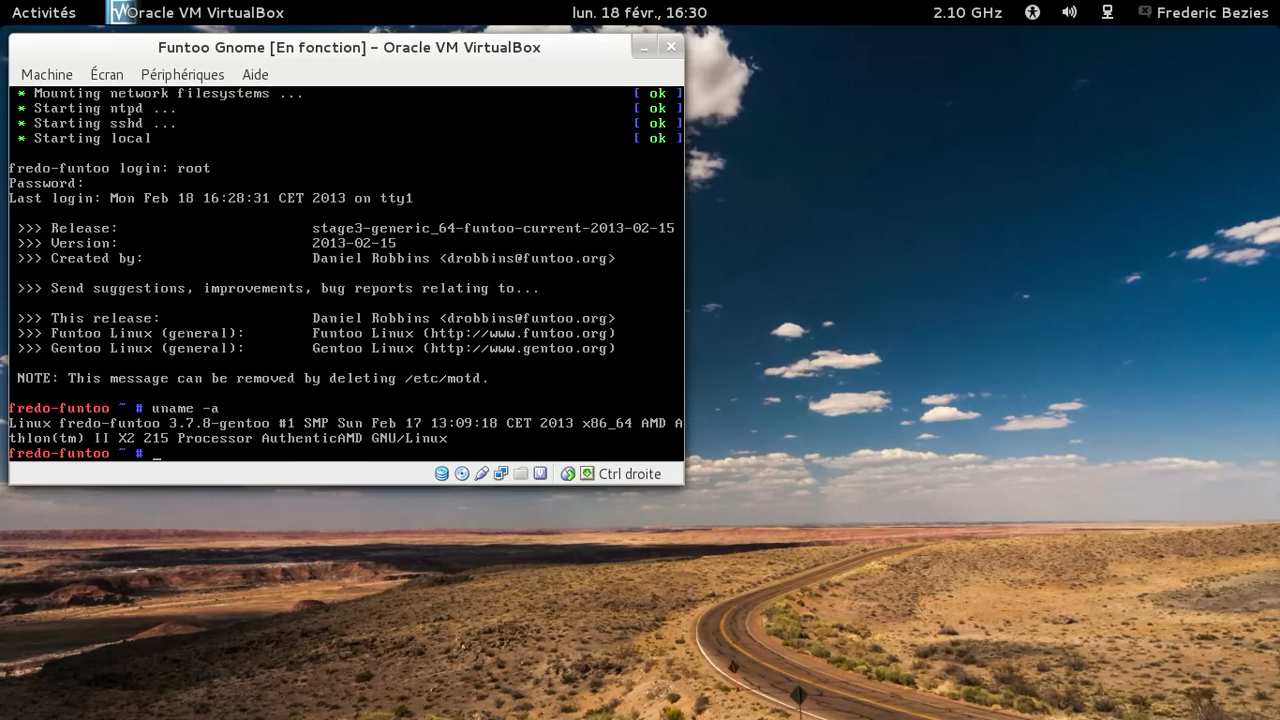 Activités
Oracle VM VirtualBox
lun. 18 févr., 16:30
2.10 GHz
Frederic Bezies
Funtoo Gnome [En fonction] – Oracle VM VirtualBox
Machine Écran Périphériques Aide
* Mounting network filesystems ... [ ok ]
* Starting ntpd ... [ ok ]
* Starting sshd ... [ ok ]
* Starting local [ ok ]
fredo-funtoo login: root
Password:
Last login: Mon Feb 18 16:28:31 CET 2013 on tty1
>>> Release: stage3-generic_64-funtoo-current-2013-02-15
>>> Version: 2013-02-15
>>> Created by: Daniel Robbins <drobbins@funtoo.org>
>>> Send suggestions, improvements, bug reports relating to...
>>> This release: Daniel Robbins <drobbins@funtoo.org>
>>> Funtoo Linux (general): Funtoo Linux (http://www.funtoo.org)
>>> Gentoo Linux (general): Gentoo Linux (http://www.gentoo.org)
NOTE: This message can be removed by deleting /etc/motd.
fredo-funtoo ~ # uname -a
Linux fredo-funtoo 3.7.8-gentoo #1 SMP Sun Feb 17 13:09:18 CET 2013 x86_64 AMD A
thlon(tm) II X2 215 Processor AuthenticAMD GNU/Linux
fredo-funtoo ~ # _
Ctrl droite